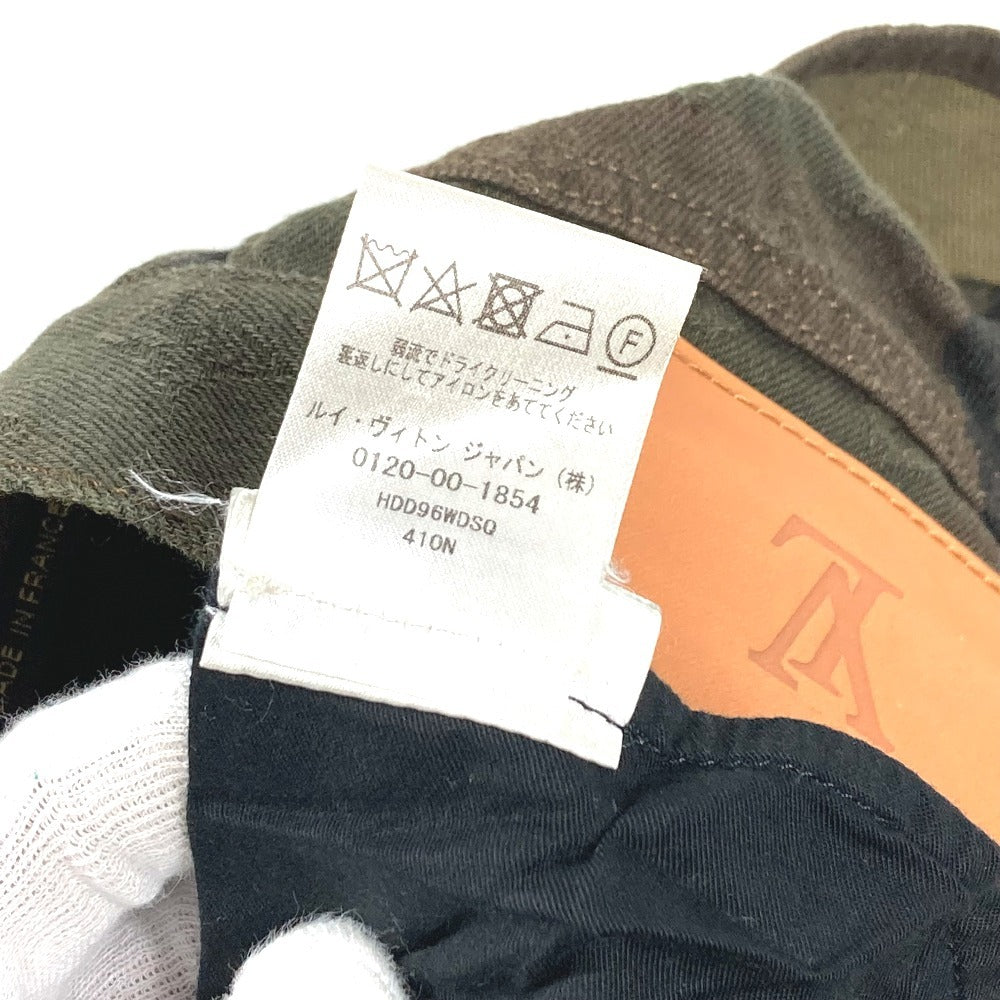 F
弱流でドライクリーニング
裏返しにしてアイロンをあててください
ルイ・ヴィトン ジャパン (株)
0120-00-1854
HDD96WDSQ
410N
MADE IN FRANCE
LV